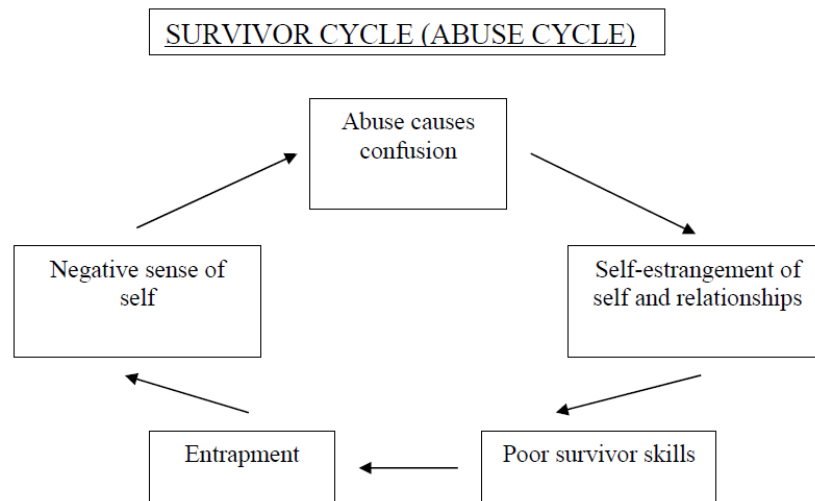 SURVIVOR CYCLE (ABUSE CYCLE)
Abuse causes
confusion
Negative sense of
self
Self-estrangement of
self and relationships
Entrapment
Poor survivor skills